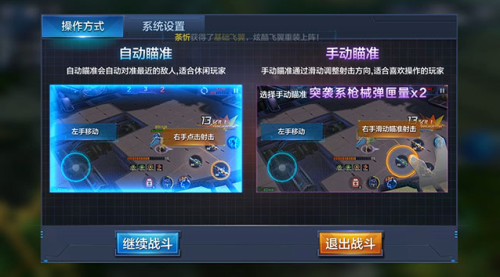 操作方式
系统设置
茶忻获得了基础飞翼，炫酷飞翼重装上阵！
自动瞄准
手动瞄准
自动瞄准会自动对准最近的敌人,适合休闲玩家
手动瞄准通过滑动调整射击方向,适合喜欢操作的玩家
选择手动瞄准 突袭系枪械弹匣量x2
左手移动
右手点击射击
左手移动
右手滑动瞄准射击
继续战斗
退出战斗